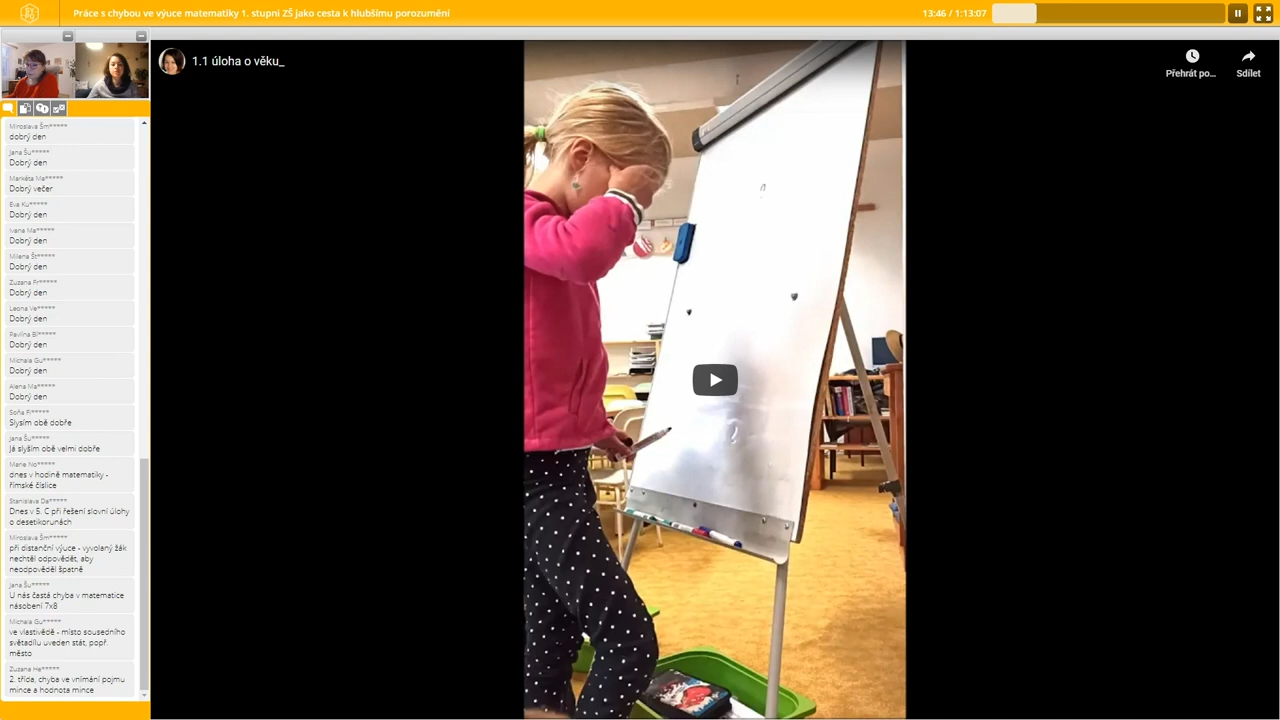 Práce s chybou ve výuce matematiky 1. stupni ZŠ jako cesta k hlubšímu porozumění
13:46 / 1:13:07
1.1 úloha o věku_
Přehrát po...
Sdílet
Miroslava Šm*****
dobrý den
Jana Šu*****
Dobrý den
Markéta Ma*****
Dobrý večer
Eva Ku*****
Dobrý den
Ivana Ma*****
Dobrý den
Milena Št*****
Dobrý den
Zuzana Fr*****
Dobrý den
Leona Ve*****
Dobrý den
Pavlína Bí*****
Dobrý den
Michala Gu*****
Dobrý den
Alena Ma*****
Dobrý den
Soňa Fi*****
Slysím obě dobře
Jana Šu*****
Já slyším obě velmi dobře
Marie No*****
dnes v hodině matematiky -
římské číslice
Stanislava Da*****
Dnes v 5. C při řešení slovní úlohy
o desetikorunách
Miroslava Šm*****
při distanční výuce - vyvolaný žák
nechtěl odpovědět, aby
neodpověděl špatně
Jana Šu*****
U nás častá chyba v matematice
násobení 7x8
Michala Gu*****
ve vlastivědě - místo sousedního
světadílu uveden stát, popř.
město
Zuzana He*****
2. třída, chyba ve vnímání pojmu
mince a hodnota mince